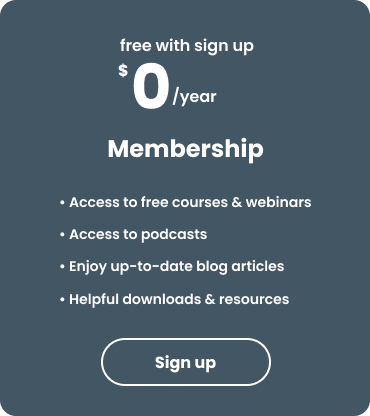 free with sign up
$0/year
Membership
• Access to free courses & webinars
• Access to podcasts
• Enjoy up-to-date blog articles
• Helpful downloads & resources
Sign up